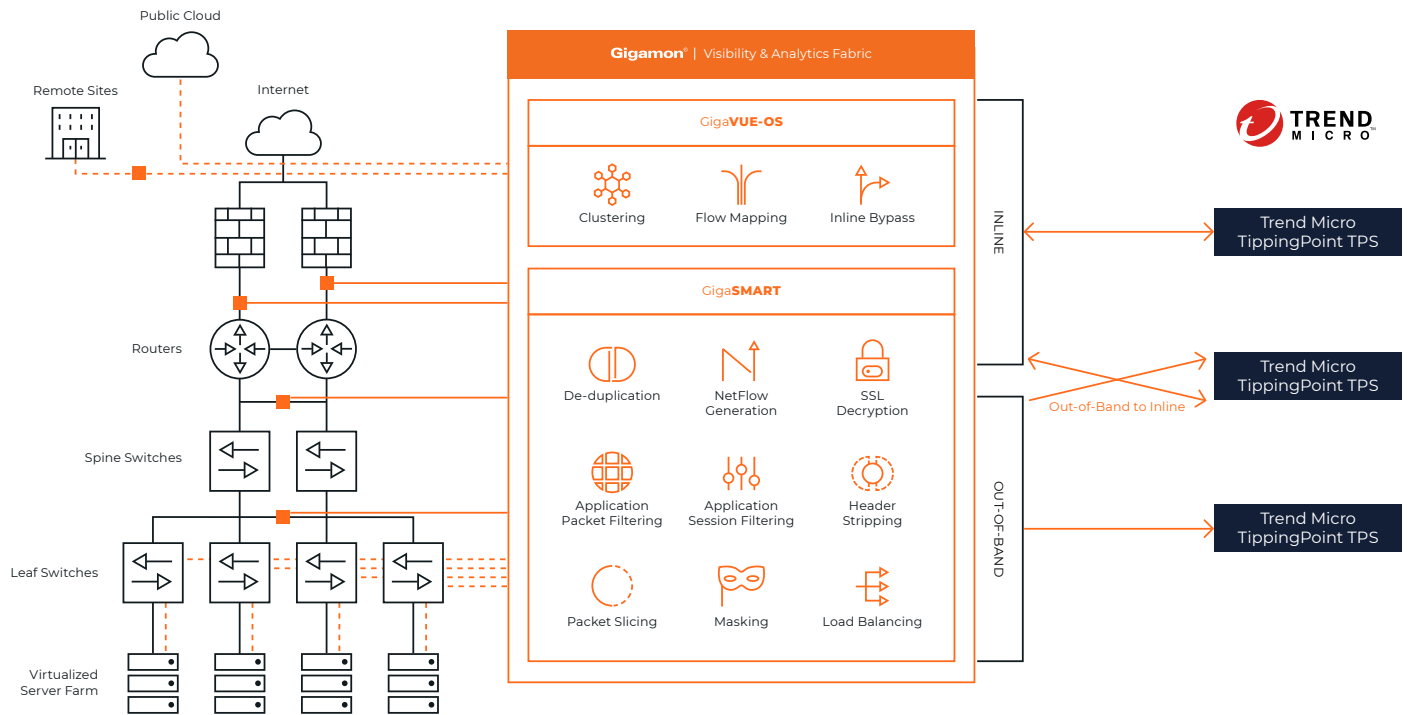 Public Cloud
Remote Sites
Internet
Routers
Spine Switches
Leaf Switches
Virtualized
Server Farm
Gigamon® | Visibility & Analytics Fabric
GigaVUE-OS
Clustering
Flow Mapping
Inline Bypass
GigaSMART
De-duplication
NetFlow
Generation
SSL
Decryption
Application
Packet Filtering
Application
Session Filtering
Header
Stripping
Packet Slicing
Masking
Load Balancing
INLINE
OUT-OF-BAND
TREND
MICRO™
Trend Micro
TippingPoint TPS
Trend Micro
TippingPoint TPS
Out-of-Band to Inline
Trend Micro
TippingPoint TPS